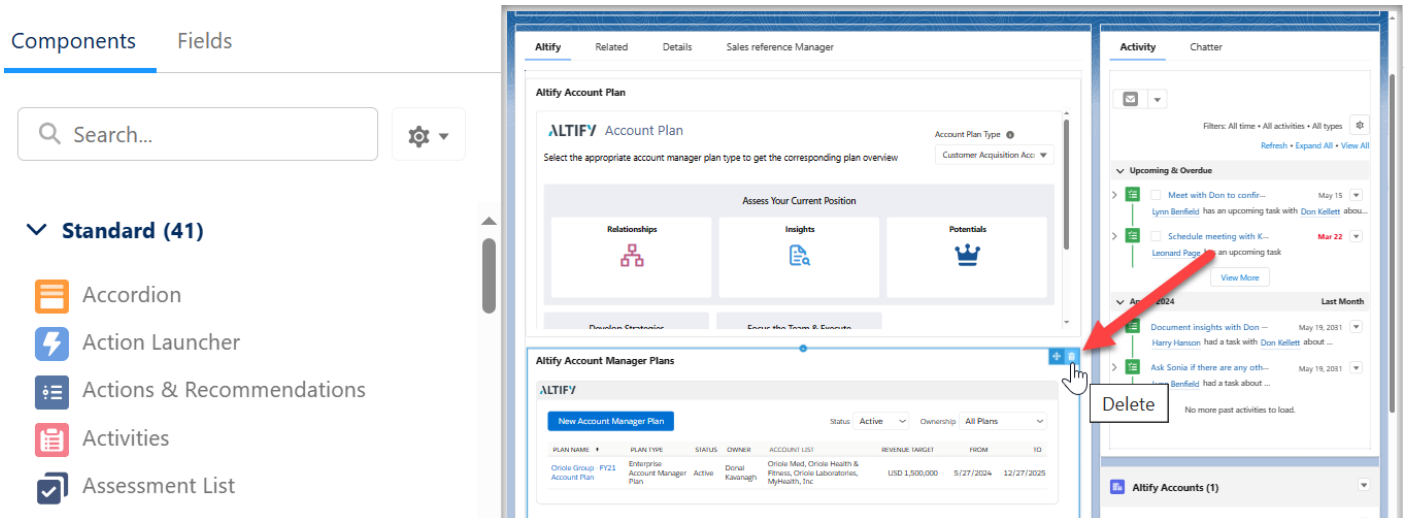 Components Fields
Search...
Standard (41)
Accordion
Action Launcher
Actions & Recommendations
Activities
Assessment List
Altify Related Details Sales reference Manager
Altify Account Plan
ALTIFY Account Plan
Account Plan Type
Select the appropriate account manager plan type to get the corresponding plan overview
Customer Acquisition Acc
Assess Your Current Position
Relationships Insights Potentials
Develop Strategies Focus the Team & Execute
Altify Account Manager Plans
ALTIFY
New Account Manager Plan Status Active Ownership All Plans
PLAN NAME PLAN TYPE STATUS OWNER ACCOUNT LIST REVENUE TARGET FROM TO
Oriole Group - FY21
Account Plan
Enterprise
Account Manager
Plan
Active
Donal
Kavanagh
Oriole Med, Oriole Health &
Fitness, Oriole Laboratories,
MyHealth, Inc
USD 1,500,000 5/27/2024 12/27/2025
Delete
Activity Chatter
Filters: All time • All activities • All types
Refresh • Expand All • View All
Upcoming & Overdue
Meet with Don to confir... May 15
Lynn Benfield has an upcoming task with Don Kellett abou...
Schedule meeting with K... Mar 22
Leonard Page an upcoming task
View More
2024 Last Month
Document insights with Don ... May 19, 2031
Harry Hanson had a task with Don Kellett about ...
Ask Sonia if there are any oth... May 19, 2031
Benfield had a task about ...
No more past activities to load.
Altify Accounts (1)